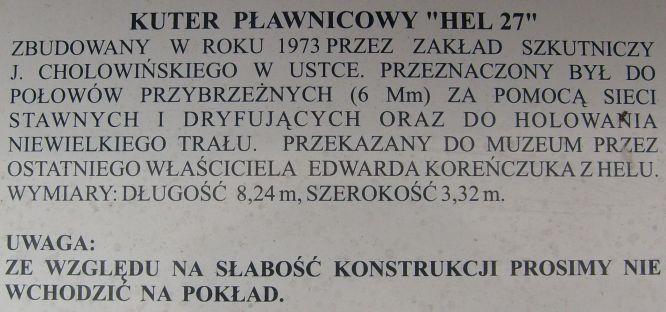 KUTER PŁAWNICOWY "HEL 27"
ZBUDOWANY W ROKU 1973 PRZEZ ZAKŁAD SZKUTNICZY
J. CHOLOWIŃSKIEGO W USTCE. PRZEZNACZONY BYŁ DO
POŁOWÓW PRZYBRZEŻNYCH (6 Mm) ZA POMOCĄ SIECI
STAWNYCH I DRYFUJĄCYCH ORAZ DO HOLOWANIA
NIEWIELKIEGO TRAŁU. PRZEKAZANY DO MUZEUM PRZEZ
OSTATNIEGO WŁAŚCICIELA EDWARDA KOREŃCZUKA Z HELU.
WYMIARY: DŁUGOŚĆ 8,24 m, SZEROKOŚĆ 3,32 m.
UWAGA:
ZE WZGLĘDU NA SŁABOŚĆ KONSTRUKCJI PROSIMY NIE
WCHODZIĆ NA POKŁAD.